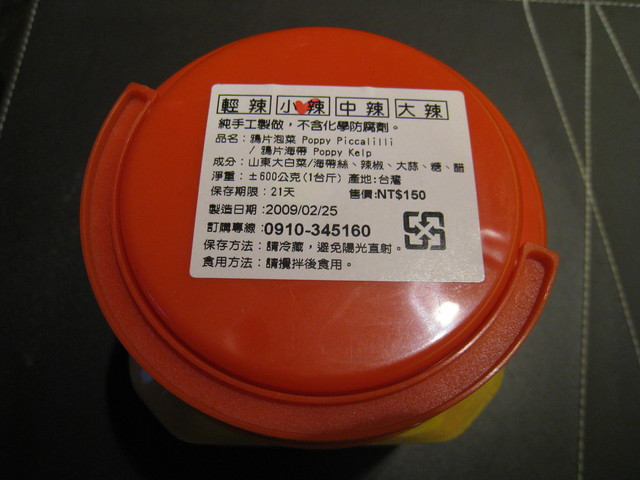 輕辣 小辣 中辣 大辣
純手工製做，不含化學防腐劑。
品名：鴉片泡菜 Poppy Piccalilli
/ 鴉片海帶 Poppy Kelp
成分：山東大白菜/海帶絲、辣椒、大蒜、糖、醋
淨重：±600公克(1台斤) 產地：台灣
保存期限：21天 售價:NT$150
製造日期：2009/02/25
訂購專線：0910-345160
保存方法：請冷藏，避免陽光直射。
食用方法：請攪拌後食用。